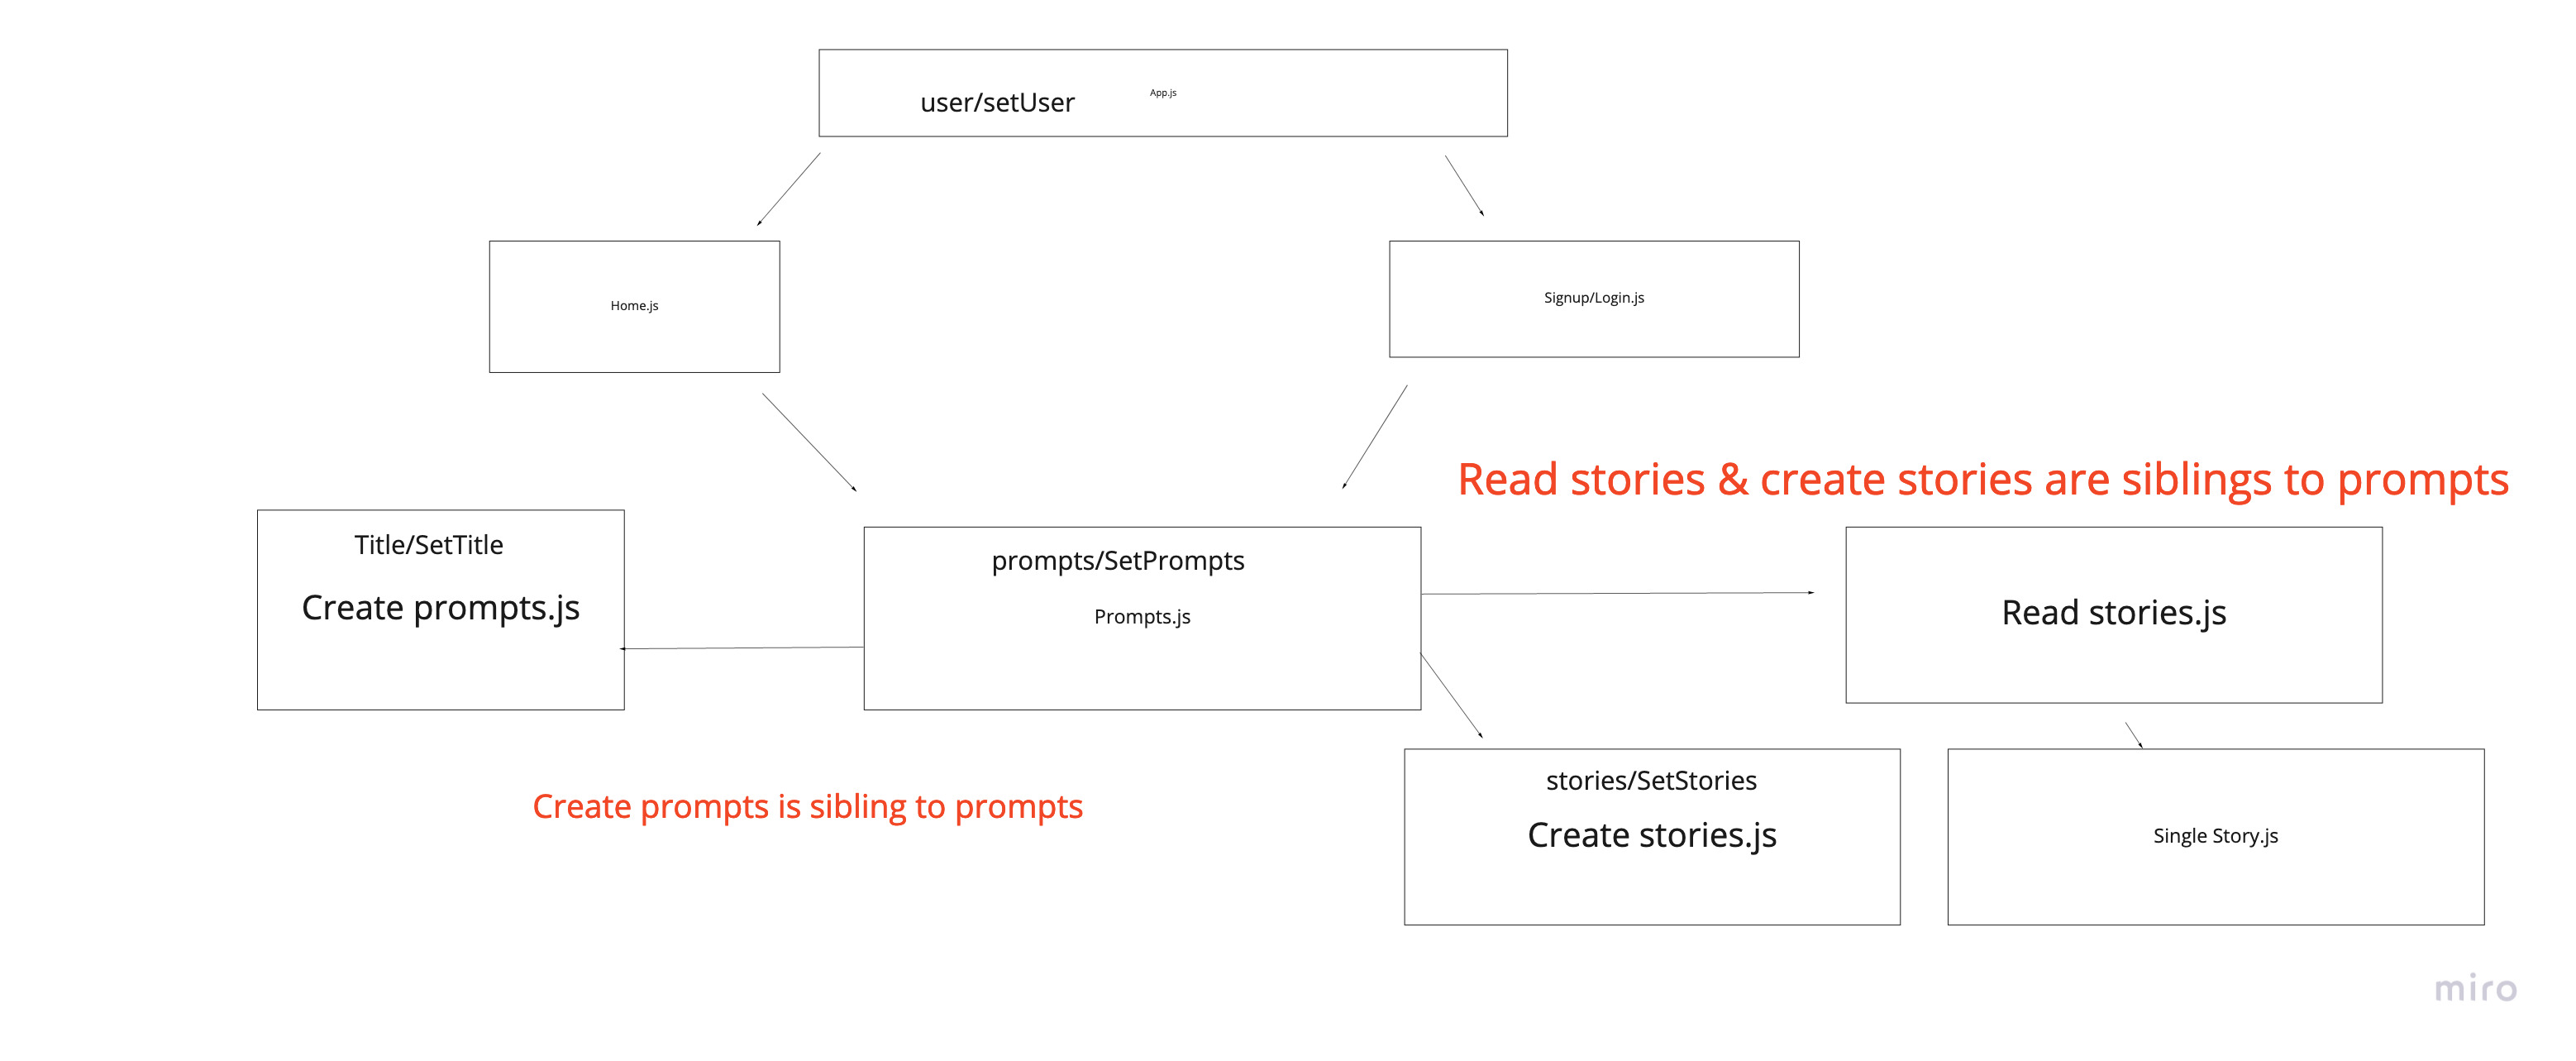 user/setUser
App.js
Home.js
Signup/Login.js
Read stories & create stories are siblings to prompts
Title/SetTitle
Create prompts.js
prompts/SetPrompts
Prompts.js
Read stories.js
Create prompts is sibling to prompts
stories/SetStories
Create stories.js
Single Story.js
miro